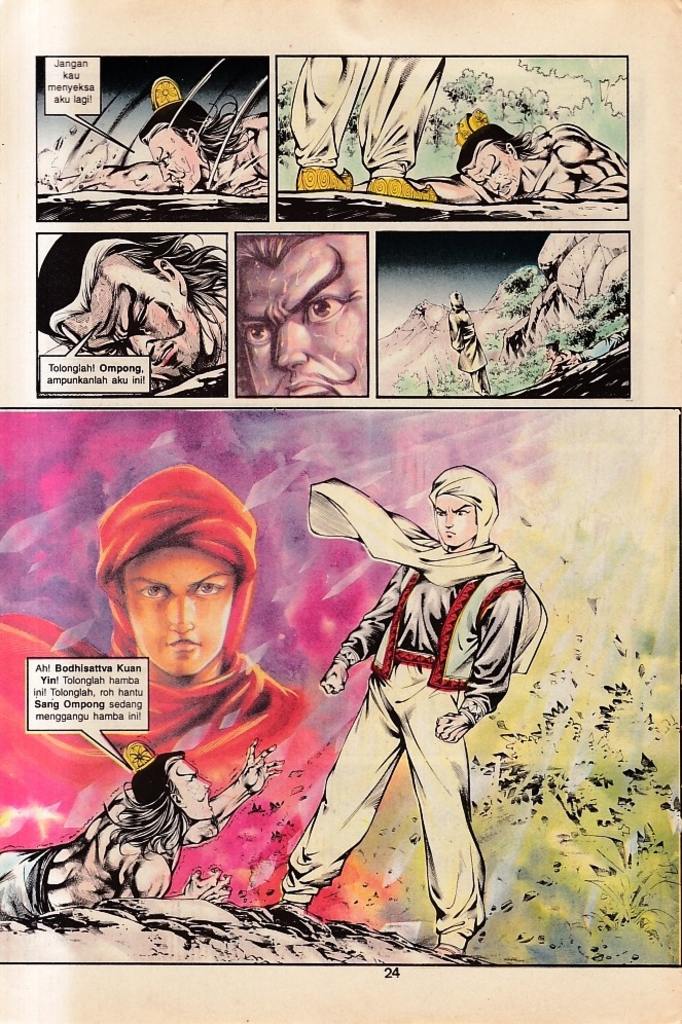 Jangan
kau
menyeksa
aku lagi!
Tolonglah! Ompong,
ampunkanlah aku ini!
Ah! Bodhisattva Kuan
Yin! Tolonglah hamba
ini! Tolonglah, roh hantu
Sang Ompong sedang
menggangu hamba ini!
24